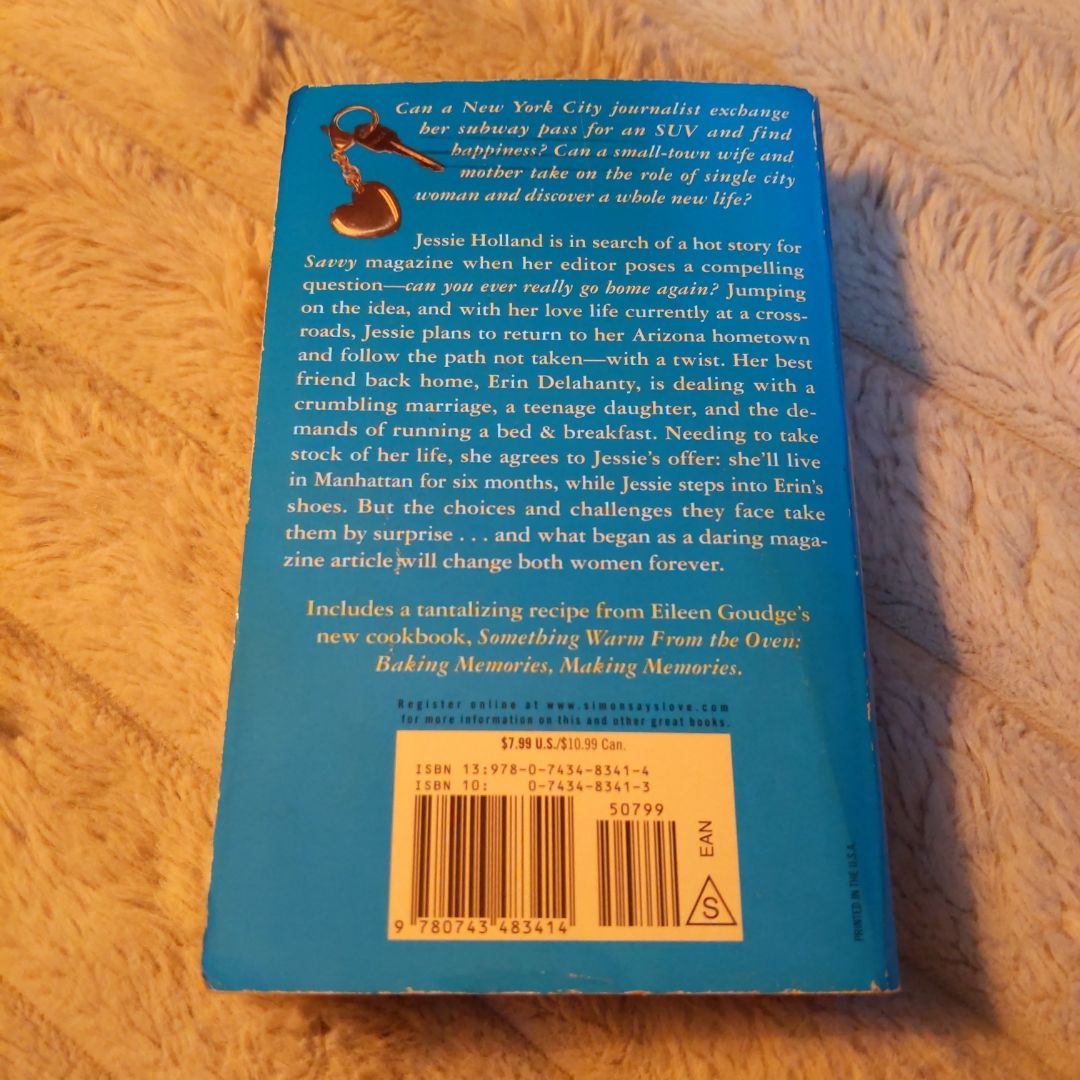 Can a New York City journalist exchange
her subway pass for an SUV and find
happiness? Can a small-town wife and
mother take on the role of single city
woman and discover a whole new life?
Jessie Holland is in search of a hot story for
Savvy magazine when her editor poses a compelling
question—can you ever really go home again? Jumping
on the idea, and with her love life currently at a cross-
roads, Jessie plans to return to her Arizona hometown
and follow the path not taken—with a twist. Her best
friend back home, Erin Delahanty, is dealing with a
crumbling marriage, a teenage daughter, and the de-
mands of running a bed & breakfast. Needing to take
stock of her life, she agrees to Jessie's offer: she'll live
in Manhattan for six months, while Jessie steps into Erin's
shoes. But the choices and challenges they face take
them by surprise . . . and what began as a daring maga-
zine article will change both women forever.
Includes a tantalizing recipe from Eileen Goudge's
new cookbook, Something Warm From the Oven:
Baking Memories, Making Memories.
Register online at www.simonsayslove.com
for more information on this and other great books.
$7.99 U.S./$10.99 Can.
ISBN 13:978-0-7434-8341-4
ISBN 10: 0-7434-8341-3
50799
EAN
S
9 780743 483414
PRINTED IN THE U.S.A.